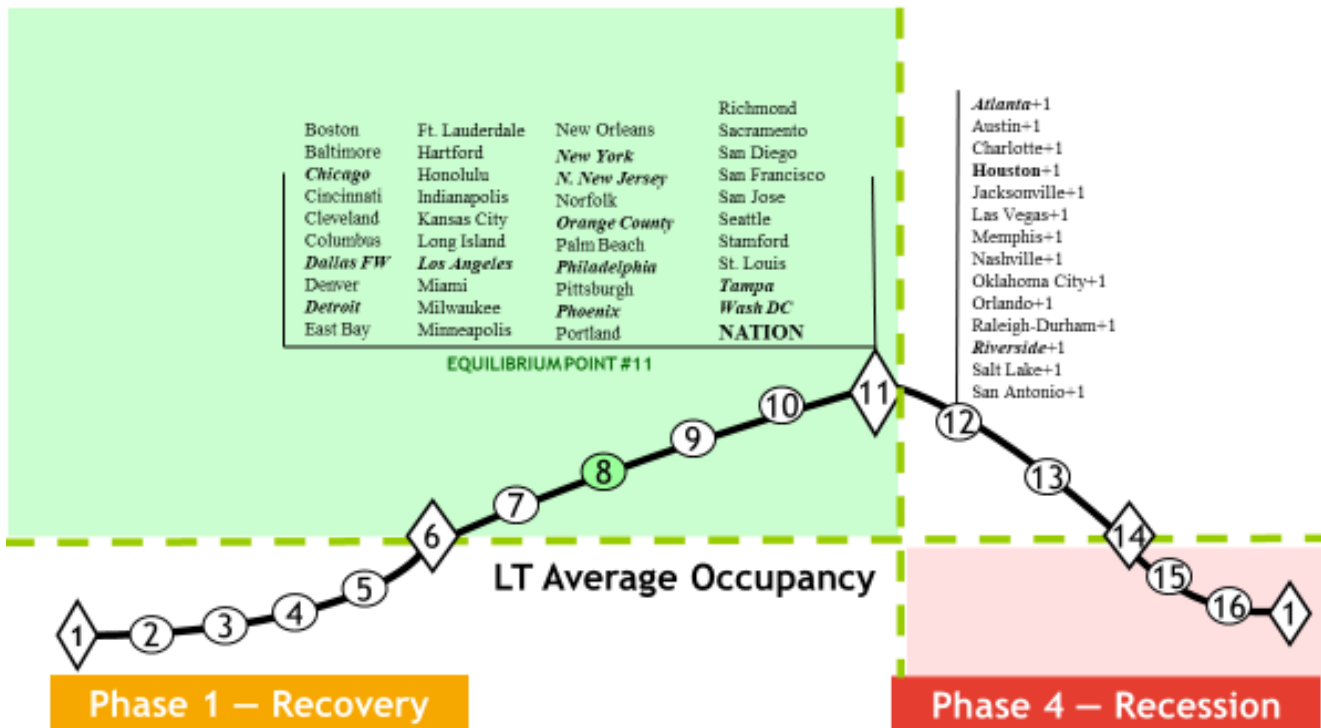 Boston
Baltimore
Chicago
Cincinnati
Cleveland
Columbus
Dallas FW
Denver
Detroit
East Bay
Ft. Lauderdale
Hartford
Honolulu
Indianapolis
Kansas City
Long Island
Los Angeles
Miami
Milwaukee
Minneapolis
New Orleans
New York
N. New Jersey
Norfolk
Orange County
Palm Beach
Philadelphia
Pittsburgh
Phoenix
Portland
Richmond
Sacramento
San Diego
San Francisco
San Jose
Seattle
Stamford
St. Louis
Tampa
Wash DC
NATION
EQUILIBRIUM POINT #11
Atlanta+1
Austin+1
Charlotte+1
Houston+1
Jacksonville+1
Las Vegas+1
Memphis+1
Nashville+1
Oklahoma City+1
Orlando+1
Raleigh-Durham+1
Riverside+1
Salt Lake+1
San Antonio+1
1
2
3
4
5
6
7
8
9
10
11
12
13
14
15
16
1
LT Average Occupancy
Phase 1 — Recovery
Phase 4 — Recession